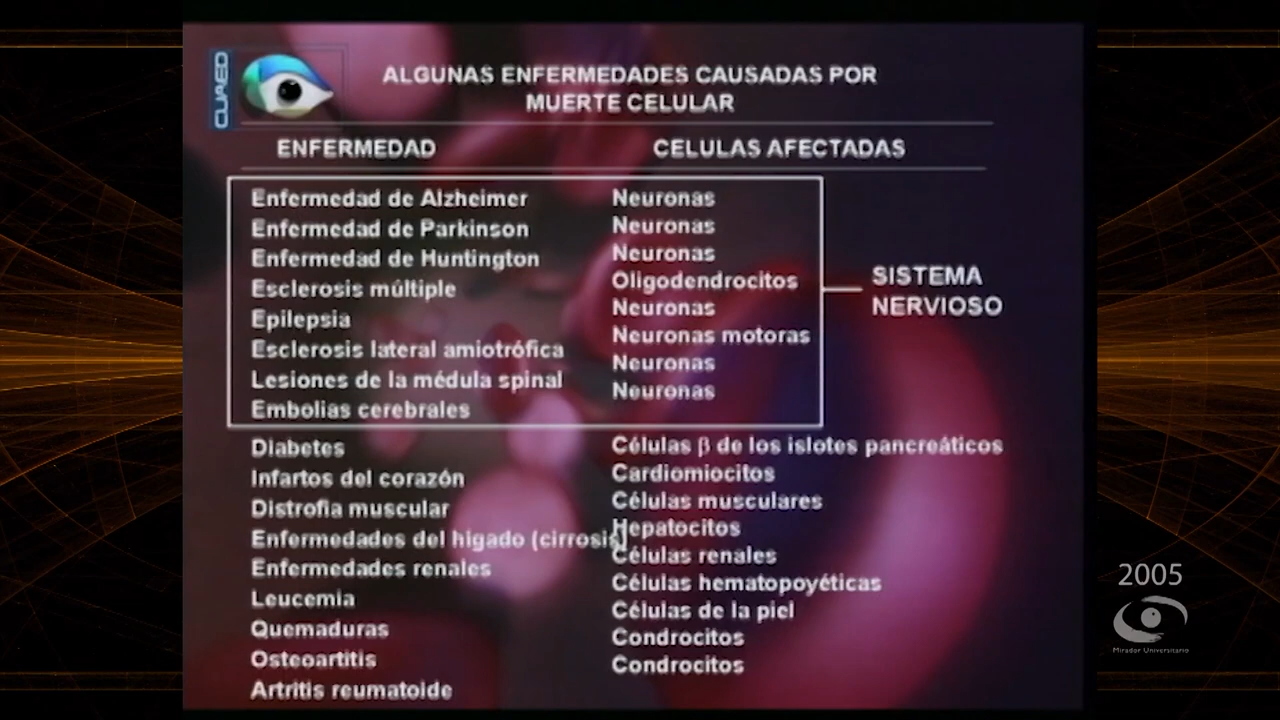 CUAED
ALGUNAS ENFERMEDADES CAUSADAS POR
MUERTE CELULAR
ENFERMEDAD CELULAS AFECTADAS
Enfermedad de Alzheimer Neuronas
Enfermedad de Parkinson Neuronas
Enfermedad de Huntington Neuronas
Esclerosis múltiple Oligodendrocitos
Epilepsia Neuronas
Esclerosis lateral amiotrófica Neuronas motoras
Lesiones de la médula spinal Neuronas
Embolias cerebrales Neuronas
SISTEMA
NERVIOSO
Diabetes Células β de los islotes pancreáticos
Infartos del corazón Cardiomiocitos
Distrofia muscular Células musculares
Enfermedades del higado (cirrosis) Hepatocitos
Enfermedades renales Células renales
Leucemia Células hematopoyéticas
Quemaduras Células de la piel
Osteoartitis Condrocitos
Artritis reumatoide Condrocitos
2005
Mirador Universitario